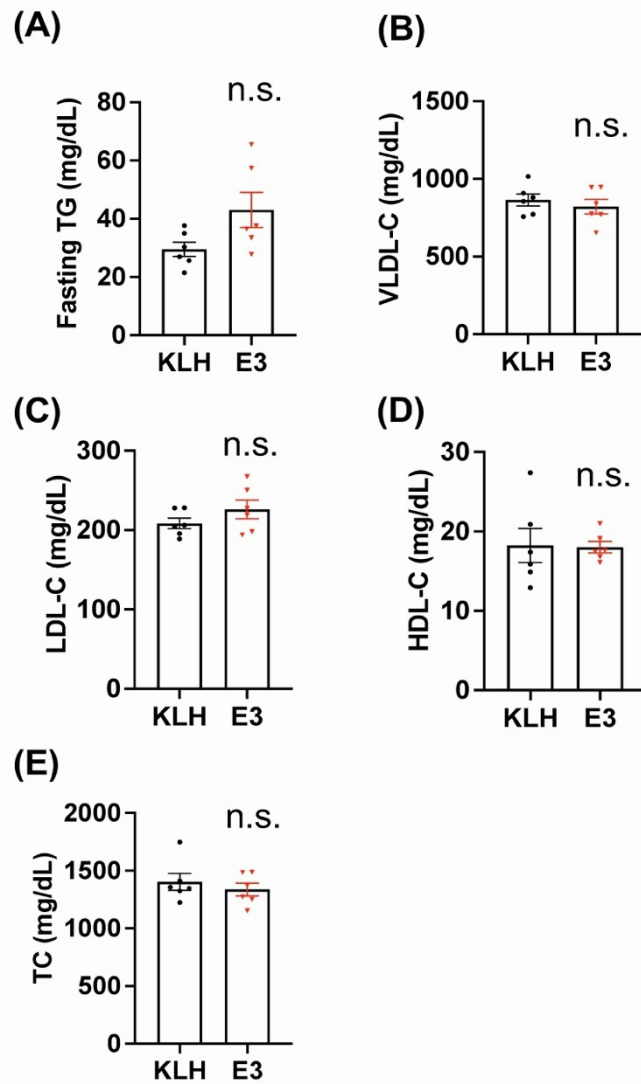 (A)
n.s.
Fasting TG (mg/dL)
80
60
40
20
0
KLH E3
(B)
n.s.
VLDL-C (mg/dL)
1500
1000
500
0
KLH E3
(C)
n.s.
LDL-C (mg/dL)
300
200
100
0
KLH E3
(D)
n.s.
HDL-C (mg/dL)
30
20
10
0
KLH E3
(E)
n.s.
TC (mg/dL)
2000
1500
1000
500
0
KLH E3